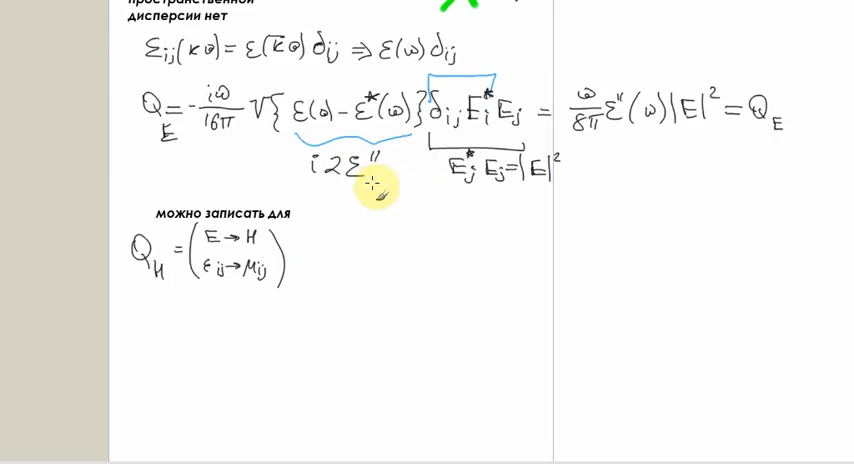 пространственной
дисперсии нет
ε_ij(kω) = ε(k̄ω) δ_ij ⇒ ε(ω) δ_ij
Q_E = - iω/16π V{ε(ω) - ε*(ω)} δ_ij E_i* E_j = ω/8π ε''(ω)|E|² = Q_E
i2ε'' E_j* E_j = |E|²
можно записать для
Q_H = (E → H
ε_ij → μ_ij)